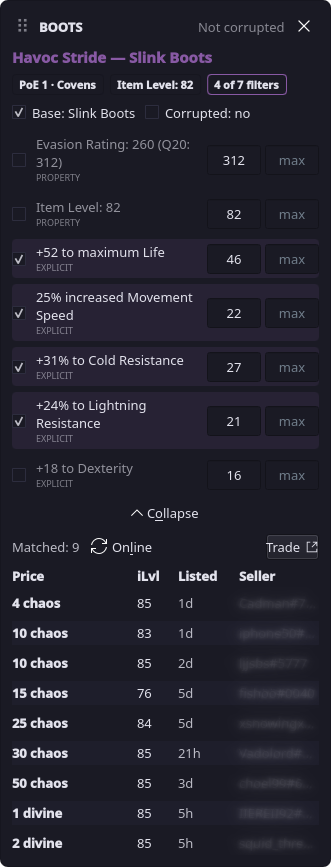 BOOTS
Not corrupted
Havoc Stride — Slink Boots
PoE 1 · Covens
Item Level: 82
4 of 7 filters
Base: Slink Boots
Corrupted: no
Evasion Rating: 260 (Q20:
312)
PROPERTY
312
max
Item Level: 82
PROPERTY
82
max
+52 to maximum Life
EXPLICIT
46
max
25% increased Movement
Speed
EXPLICIT
22
max
+31% to Cold Resistance
EXPLICIT
27
max
+24% to Lightning
Resistance
EXPLICIT
21
max
+18 to Dexterity
EXPLICIT
16
max
Collapse
Matched: 9
Online
Trade
Price iLvl Listed Seller
4 chaos 85 1d
10 chaos 83 1d
10 chaos 85 2d
15 chaos 76 5d
25 chaos 84 5d
30 chaos 85 21h
50 chaos 85 3d
1 divine 85 5h
2 divine 85 5h